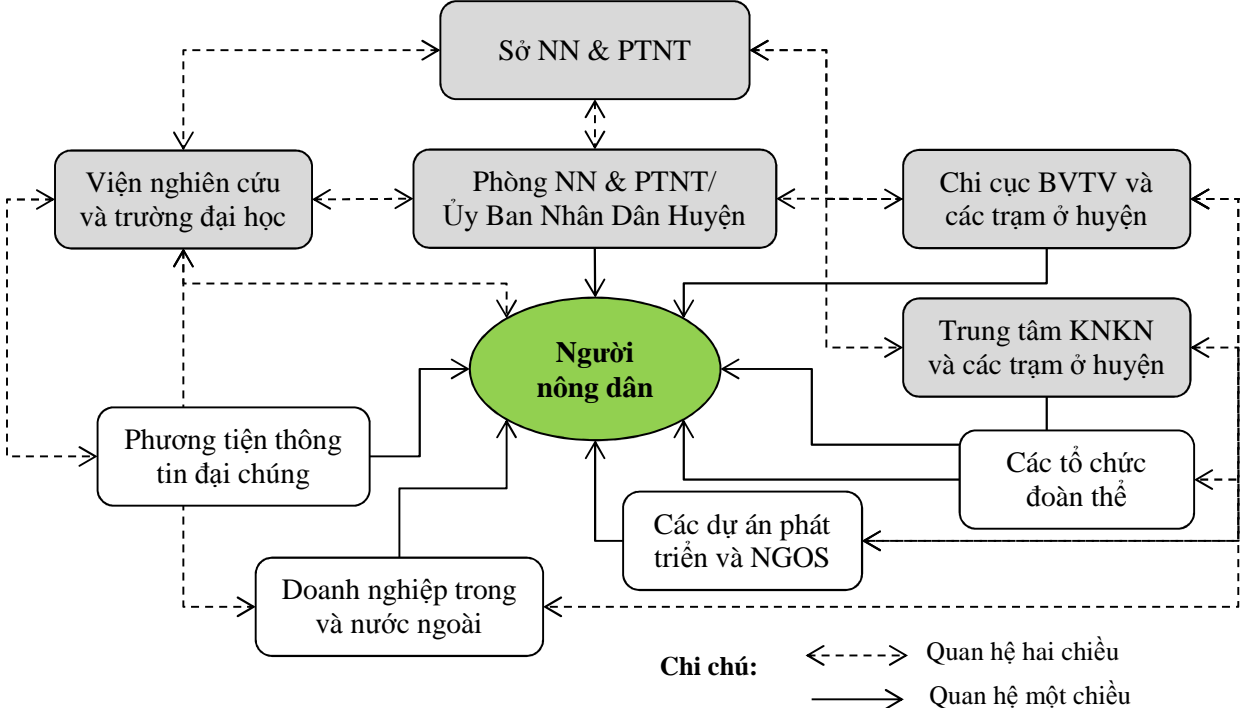 Sở NN & PTNT
Viện nghiên cứu
và trường đại học
Phòng NN & PTNT/
Ủy Ban Nhân Dân Huyện
Chi cục BVTV và
các trạm ở huyện
Trung tâm KNKN
và các trạm ở huyện
Người
nông dân
Phương tiện thông
tin đại chúng
Các tổ chức
đoàn thể
Các dự án phát
triển và NGOS
Doanh nghiệp trong
và nước ngoài
Chi chú:
Quan hệ hai chiều
Quan hệ một chiều